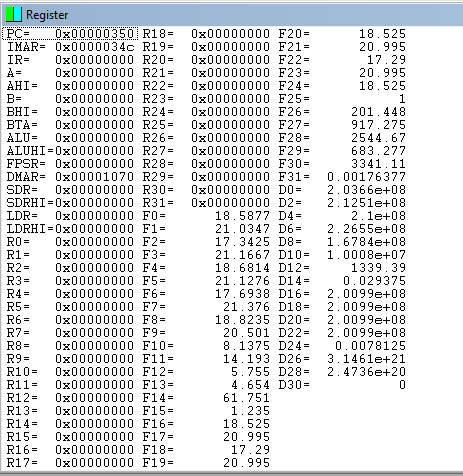 Register
PC= 0x00000350 R18= 0x00000000 F20= 18.525
IMAR= 0x0000034c R19= 0x00000000 F21= 20.995
IR= 0x00000000 R20= 0x00000000 F22= 17.29
A= 0x00000000 R21= 0x00000000 F23= 20.995
AHI= 0x00000000 R22= 0x00000000 F24= 18.525
B= 0x00000000 R23= 0x00000000 F25= 1
BHI= 0x00000000 R24= 0x00000000 F26= 201.448
BTA= 0x00000000 R25= 0x00000000 F27= 917.275
ALU= 0x00000000 R26= 0x00000000 F28= 2544.67
ALUHI= 0x00000000 R27= 0x00000000 F29= 683.277
FPSR= 0x00000000 R28= 0x00000000 F30= 3341.11
DMAR= 0x00001070 R29= 0x00000000 F31= 0.00176377
SDR= 0x00000000 R30= 0x00000000 D0= 2.0366e+08
SDRHI= 0x00000000 R31= 0x00000000 D2= 2.1251e+08
LDR= 0x00000000 F0= 18.5877 D4= 2.1e+08
LDRHI= 0x00000000 F1= 21.0347 D6= 2.2655e+08
R0= 0x00000000 F2= 17.3425 D8= 1.6784e+08
R1= 0x00000000 F3= 21.1667 D10= 1.0008e+07
R2= 0x00000000 F4= 18.6814 D12= 1339.39
R3= 0x00000000 F5= 21.1276 D14= 0.029375
R4= 0x00000000 F6= 17.6938 D16= 2.0099e+08
R5= 0x00000000 F7= 21.376 D18= 2.0099e+08
R6= 0x00000000 F8= 18.8235 D20= 2.0099e+08
R7= 0x00000000 F9= 20.501 D22= 2.0099e+08
R8= 0x00000000 F10= 8.1375 D24= 0.0078125
R9= 0x00000000 F11= 14.193 D26= 3.1461e+21
R10= 0x00000000 F12= 5.755 D28= 2.4736e+20
R11= 0x00000000 F13= 4.654 D30= 0
R12= 0x00000000 F14= 61.751
R13= 0x00000000 F15= 1.235
R14= 0x00000000 F16= 18.525
R15= 0x00000000 F17= 20.995
R16= 0x00000000 F18= 17.29
R17= 0x00000000 F19= 20.995